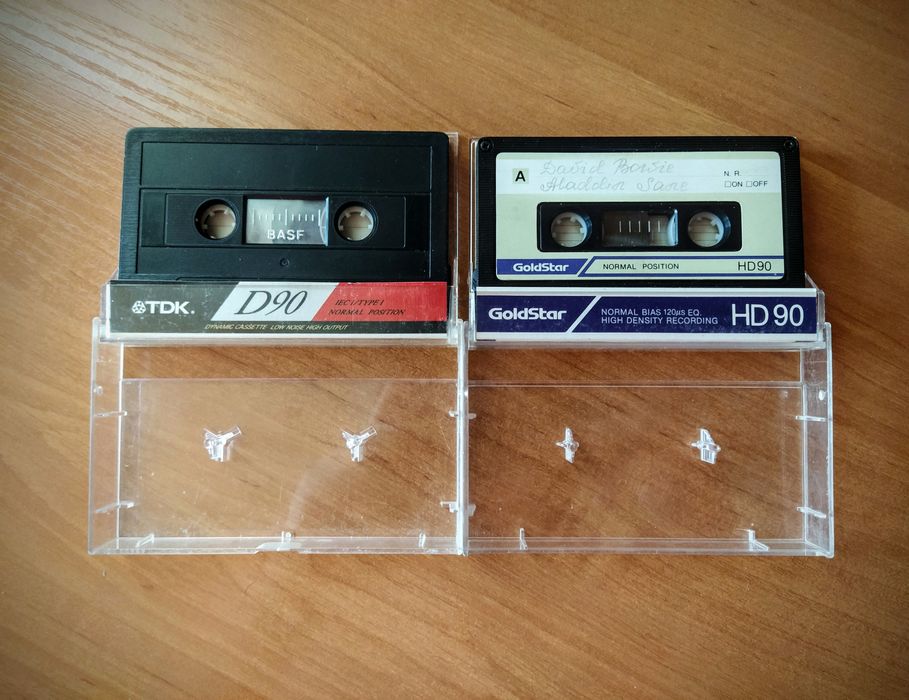 BASF
TDK.
D90
IEC I/TYPE I
NORMAL POSITION
DYNAMIC CASSETTE LOW NOISE HIGH OUTPUT
A
David Bowie
Aladdin Sane
N. R.
□ON □OFF
GoldStar
NORMAL POSITION
HD90
GoldStar
NORMAL BIAS 120μs EQ.
HIGH DENSITY RECORDING
HD 90